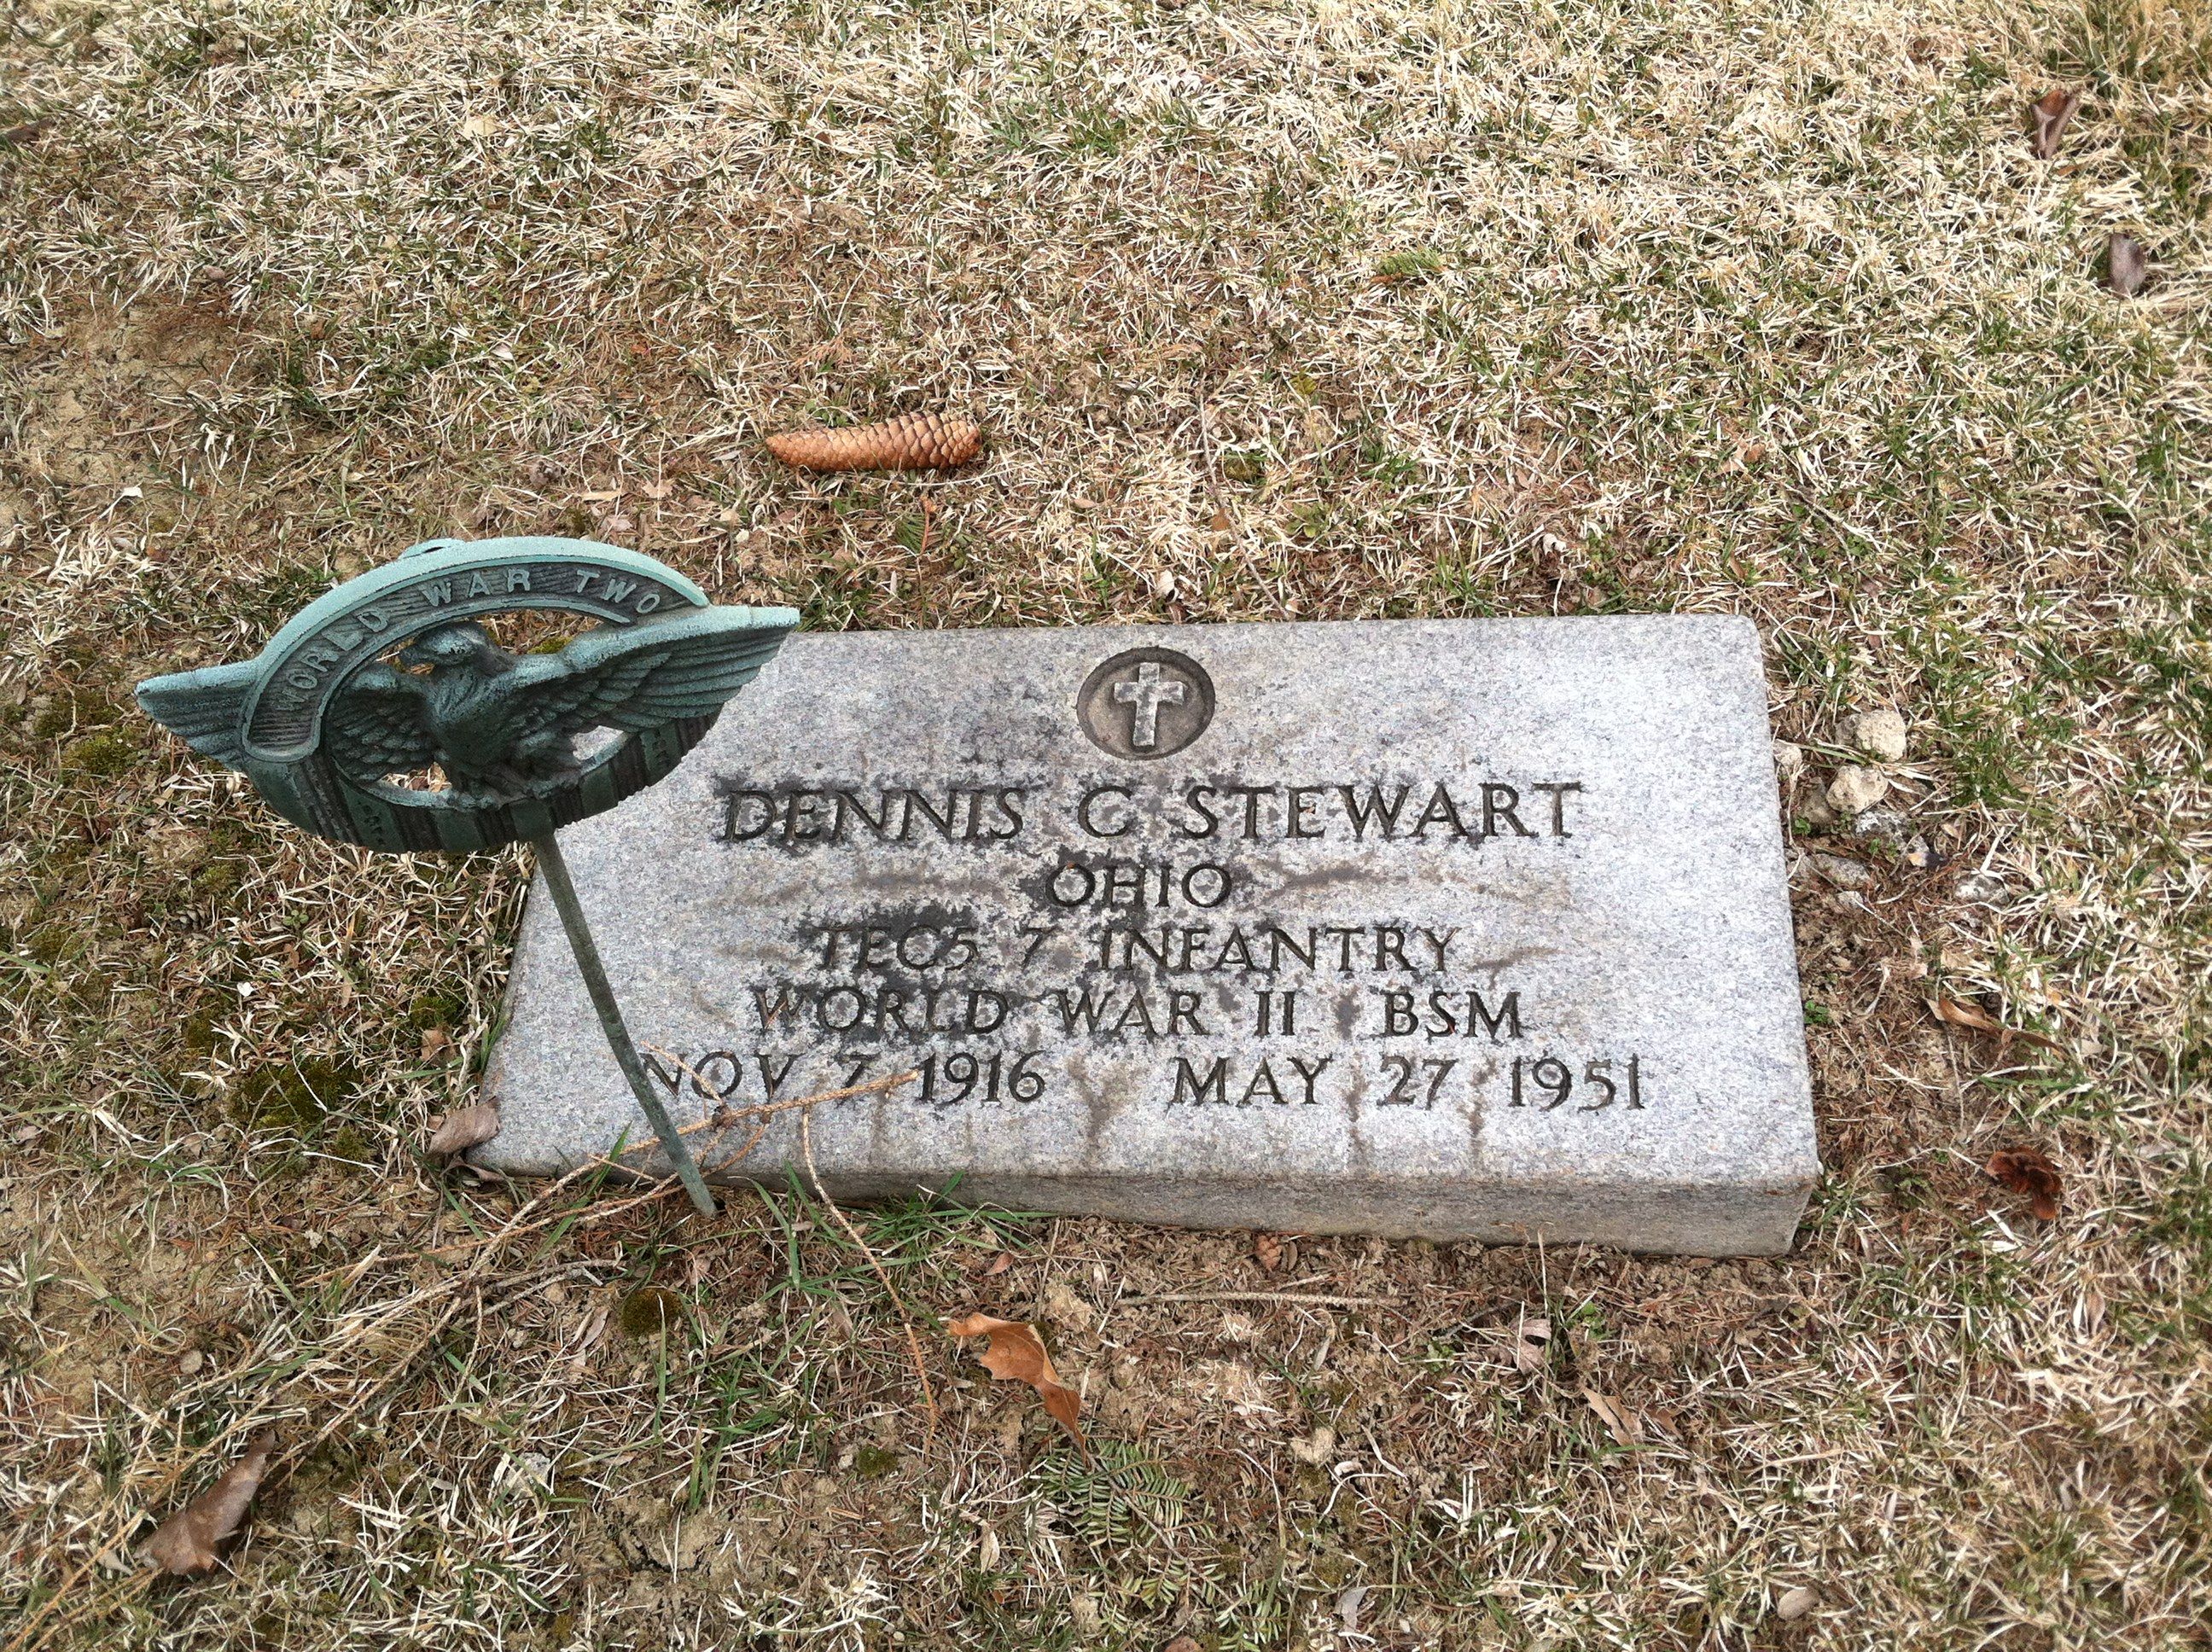 WORLD WAR TWO
DENNIS C STEWART
OHIO
TEC5 7 INFANTRY
WORLD WAR II BSM
NOV 7 1916 MAY 27 1951